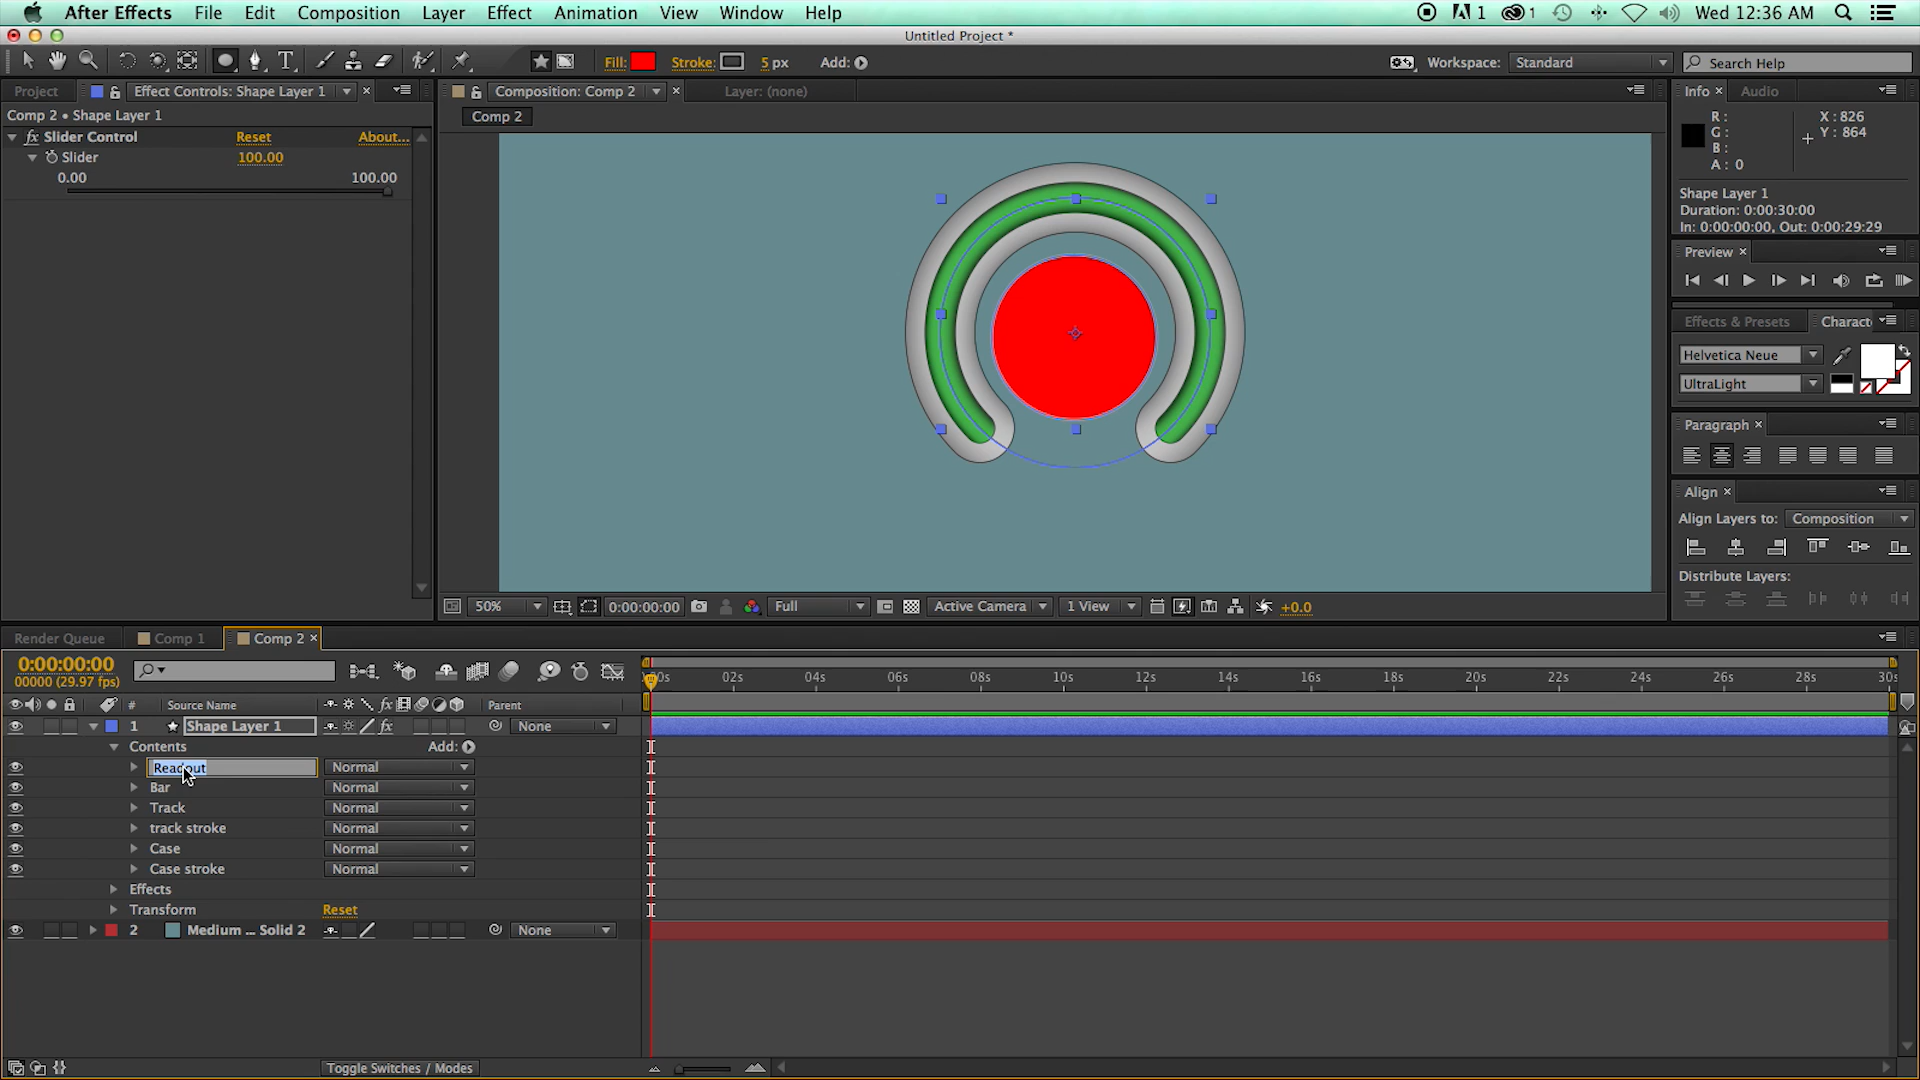 After Effects File Edit Composition Layer Effect Animation View Window Help
1 1 Wed 12:36 AM
Untitled Project *
T Fill: Stroke: 5 px Add: Workspace: Standard Search Help
Project Effect Controls: Shape Layer 1 × Composition: Comp 2 × Layer: (none) Info × Audio
Comp 2 • Shape Layer 1 Comp 2
fx Slider Control Reset About...
Slider 100.00
0.00 100.00
R : X : 826
G : + Y : 864
B :
A : 0
Shape Layer 1
Duration: 0:00:30:00
In: 0:00:00:00, Out: 0:00:29:29
Preview ×
Effects & Presets Charact
Helvetica Neue
UltraLight
Paragraph ×
Align ×
Align Layers to: Composition
Distribute Layers:
50% 0:00:00:00 Full Active Camera 1 View +0.0
Render Queue Comp 1 Comp 2 ×
0:00:00:00
00000 (29.97 fps)
02s 04s 06s 08s 10s 12s 14s 16s 18s 20s 22s 24s 26s 28s 30s
# Source Name fx Parent
1 Shape Layer 1 fx None
Contents Add:
Readout Normal
Bar Normal
Track Normal
track stroke Normal
Case Normal
Case stroke Normal
Effects
Transform Reset
2 Medium ... Solid 2 None
Toggle Switches / Modes